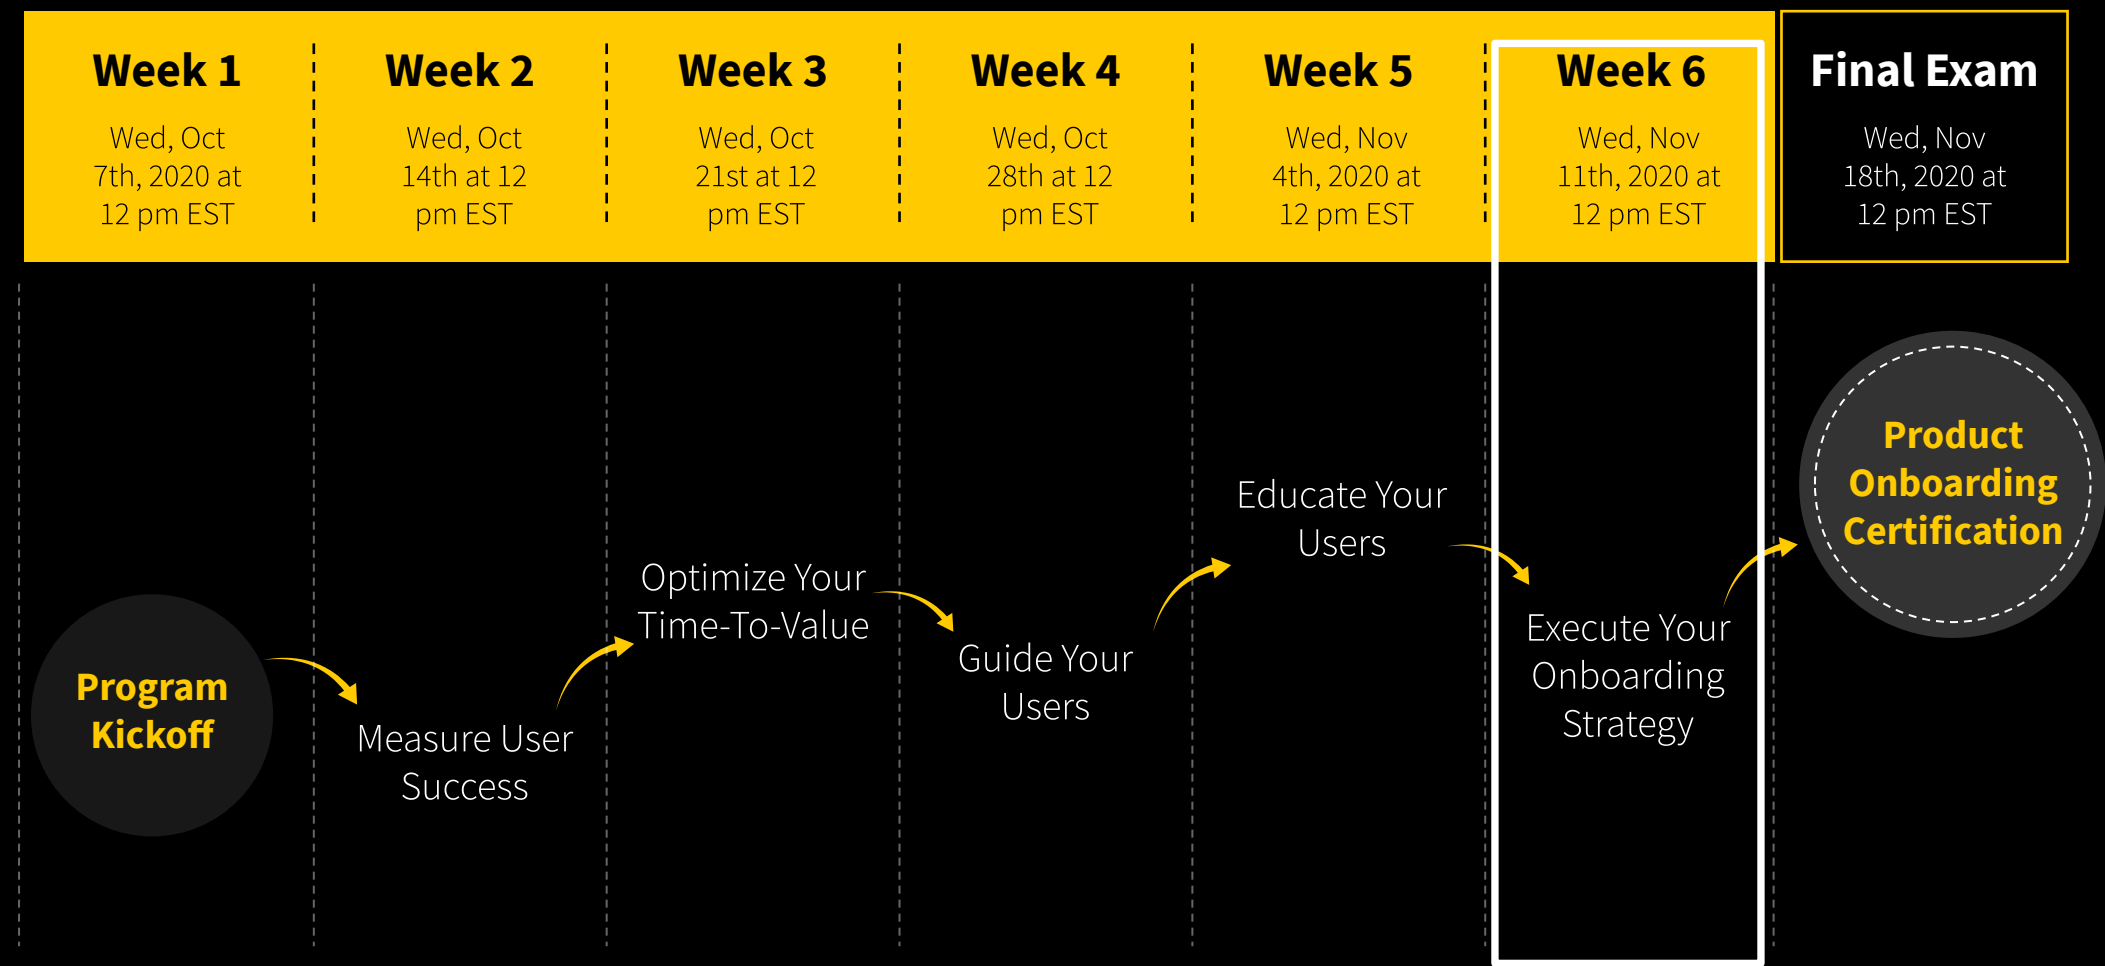 Week 1
Wed, Oct
7th, 2020 at
12 pm EST
Week 2
Wed, Oct
14th at 12
pm EST
Week 3
Wed, Oct
21st at 12
pm EST
Week 4
Wed, Oct
28th at 12
pm EST
Week 5
Wed, Nov
4th, 2020 at
12 pm EST
Week 6
Wed, Nov
11th, 2020 at
12 pm EST
Final Exam
Wed, Nov
18th, 2020 at
12 pm EST
Program
Kickoff
Measure User
Success
Optimize Your
Time-To-Value
Guide Your
Users
Educate Your
Users
Execute Your
Onboarding
Strategy
Product
Onboarding
Certification